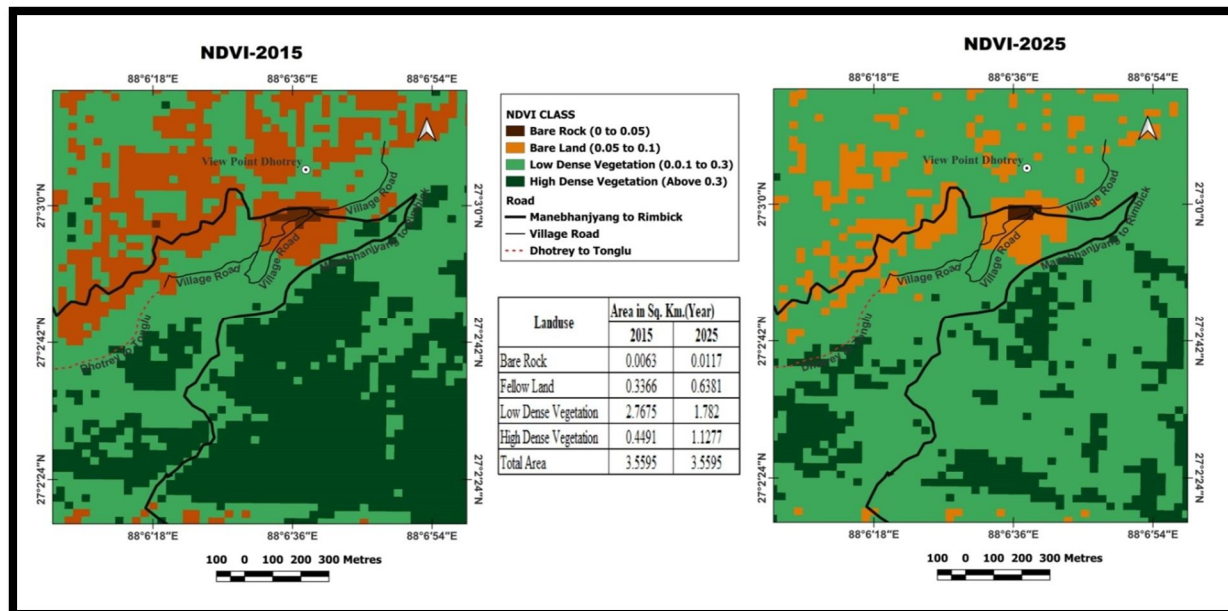 NDVI-2015
88°6'18"E 88°6'36"E 88°6'54"E
27°3'0"N
27°2'42"N
27°2'24"N
View Point Dhotrey
Village Road
Manebhanjyang to Rimbick
Village Road
Village Road
Dhotrey to Tonglu
27°3'0"N
27°2'42"N
27°2'24"N
88°6'18"E 88°6'36"E 88°6'54"E
100 0 100 200 300 Metres
NDVI CLASS
Bare Rock (0 to 0.05)
Bare Land (0.05 to 0.1)
Low Dense Vegetation (0.0.1 to 0.3)
High Dense Vegetation (Above 0.3)
Road
Manebhanjyang to Rimbick
Village Road
Dhotrey to Tonglu
Landuse Area in Sq. Km.(Year)
2015 2025
Bare Rock 0.0063 0.0117
Fellow Land 0.3366 0.6381
Low Dense Vegetation 2.7675 1.782
High Dense Vegetation 0.4491 1.1277
Total Area 3.5595 3.5595
NDVI-2025
88°6'18"E 88°6'36"E 88°6'54"E
27°3'0"N
27°2'42"N
27°2'24"N
View Point Dhotrey
Village Road
Manebhanjyang to Rimbick
Village Road
Village Road
Dhotrey to Tonglu
27°3'0"N
27°2'42"N
27°2'24"N
88°6'18"E 88°6'36"E 88°6'54"E
100 0 100 200 300 Metres